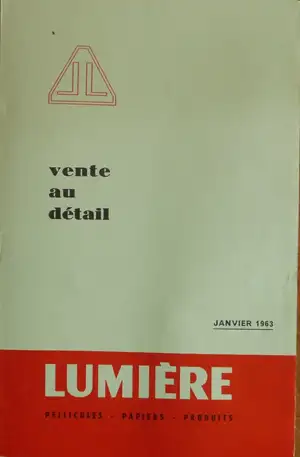 vente
au
détail
JANVIER 1963
LUMIÈRE
PELLICULES - PAPIERS - PRODUITS